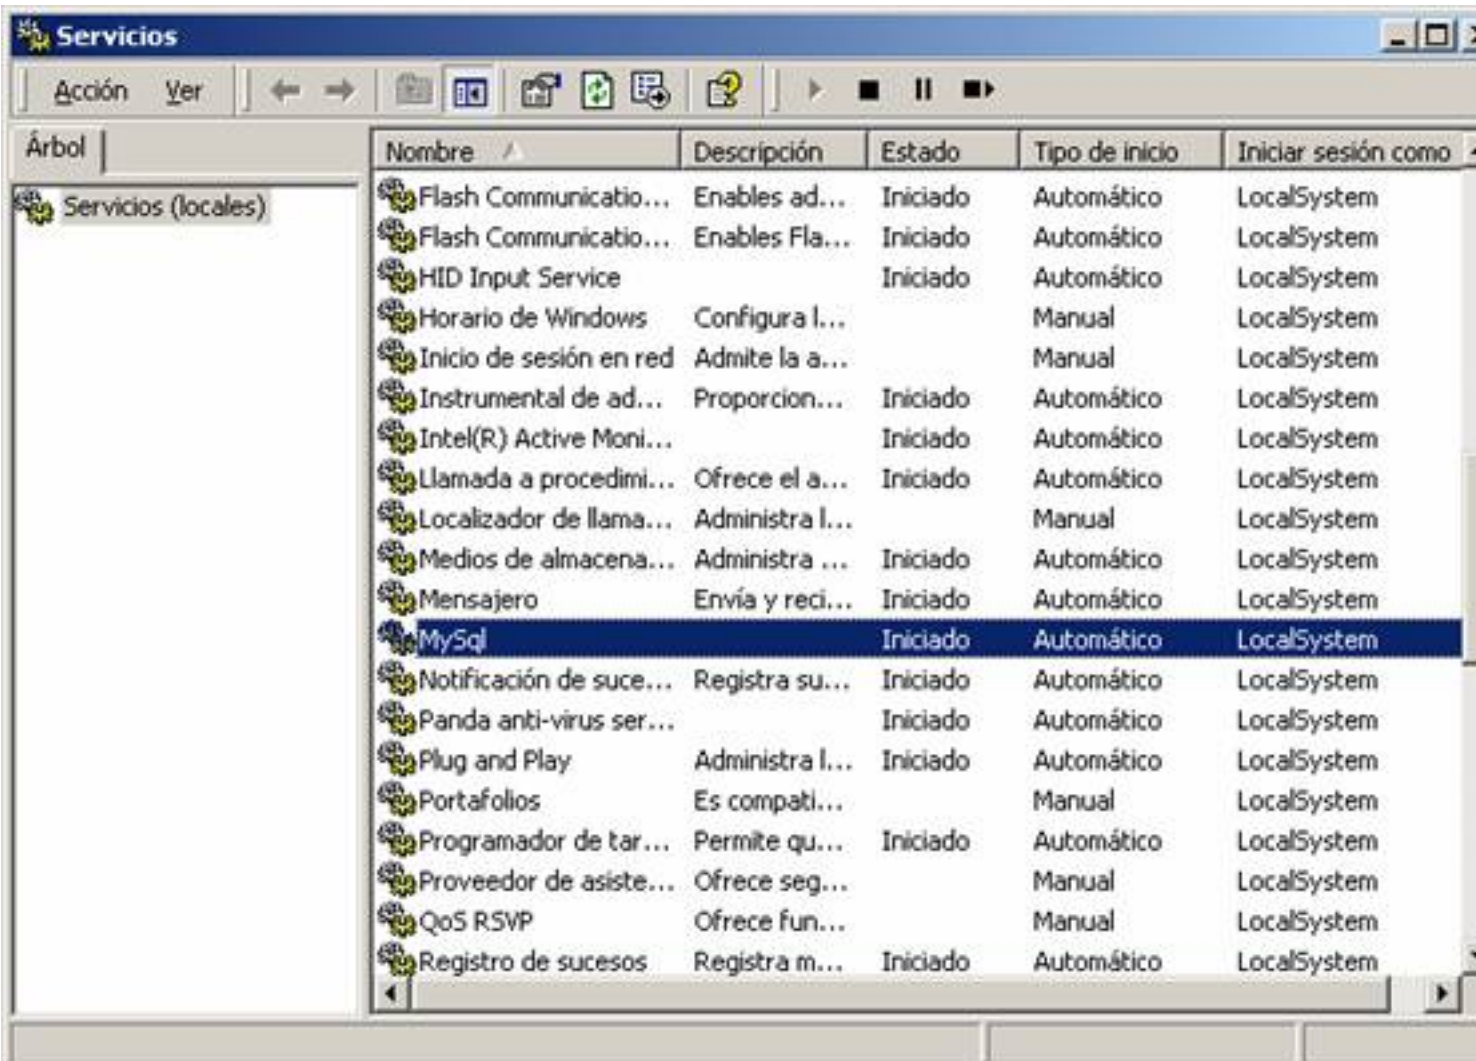 Servicios
Acción Ver
Árbol
Servicios (locales)
Nombre Descripción Estado Tipo de inicio Iniciar sesión como
Flash Communicatio... Enables ad... Iniciado Automático LocalSystem
Flash Communicatio... Enables Fla... Iniciado Automático LocalSystem
HID Input Service Iniciado Automático LocalSystem
Horario de Windows Configura l... Manual LocalSystem
Inicio de sesión en red Admite la a... Manual LocalSystem
Instrumental de ad... Proporcion... Iniciado Automático LocalSystem
Intel(R) Active Moni... Iniciado Automático LocalSystem
Llamada a procedimi... Ofrece el a... Iniciado Automático LocalSystem
Localizador de llama... Administra l... Manual LocalSystem
Medios de almacena... Administra ... Iniciado Automático LocalSystem
Mensajero Envía y reci... Iniciado Automático LocalSystem
MySql Iniciado Automático LocalSystem
Notificación de suce... Registra su... Iniciado Automático LocalSystem
Panda anti-virus ser... Iniciado Automático LocalSystem
Plug and Play Administra l... Iniciado Automático LocalSystem
Portafolios Es compati... Manual LocalSystem
Programador de tar... Permite qu... Iniciado Automático LocalSystem
Proveedor de asiste... Ofrece seg... Manual LocalSystem
QoS RSVP Ofrece fun... Manual LocalSystem
Registro de sucesos Registra m... Iniciado Automático LocalSystem